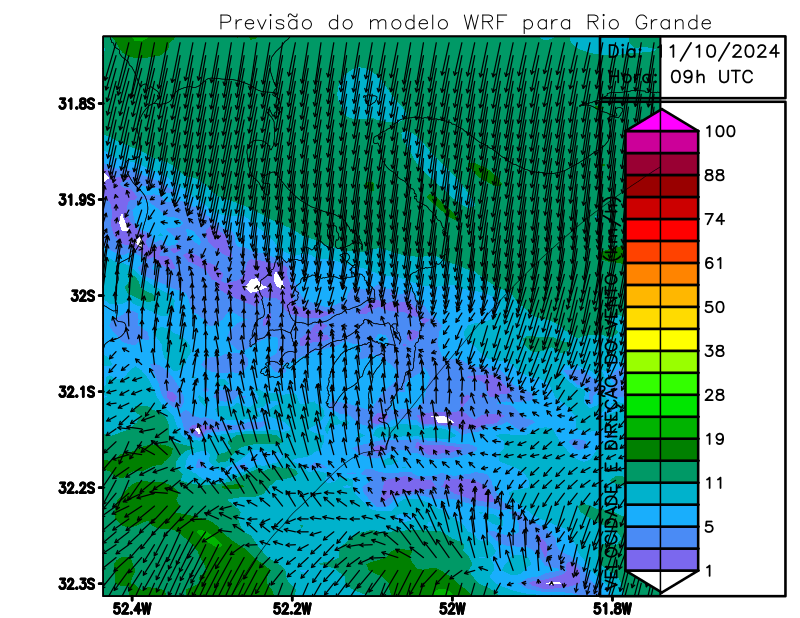 Previsão do modelo WRF para Rio Grande
Dia: 11/10/2024
Hora: 09h UTC
31.8S
31.9S
32S
32.1S
32.2S
32.3S
52.4W
52.2W
52W
51.8W
100
88
74
61
50
38
28
19
11
5
1
VELOCIDADE E DIREÇÃO DO VENTO (km/h)